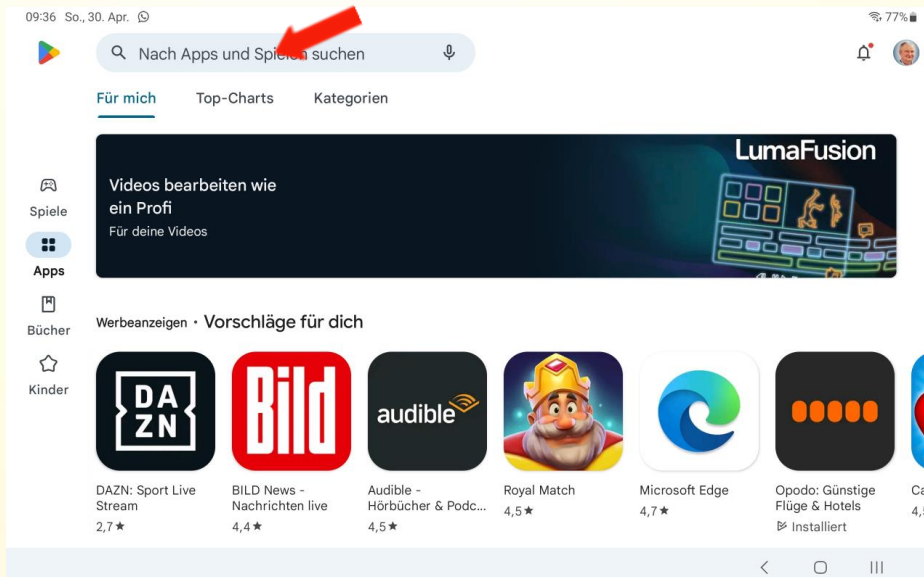 09:36 So., 30. Apr. 77%
Nach Apps und Spielen suchen
Für mich Top-Charts Kategorien
LumaFusion
Videos bearbeiten wie
ein Profi
Für deine Videos
Spiele
Apps
Bücher
Kinder
Werbeanzeigen • Vorschläge für dich
DA
ZN
Bild
audible
DAZN: Sport Live
Stream
2,7★
BILD News -
Nachrichten live
4,4★
Audible -
Hörbücher & Podc...
4,5★
Royal Match
4,5★
Microsoft Edge
4,7★
Opodo: Günstige
Flüge & Hotels
Installiert
Ca
4,